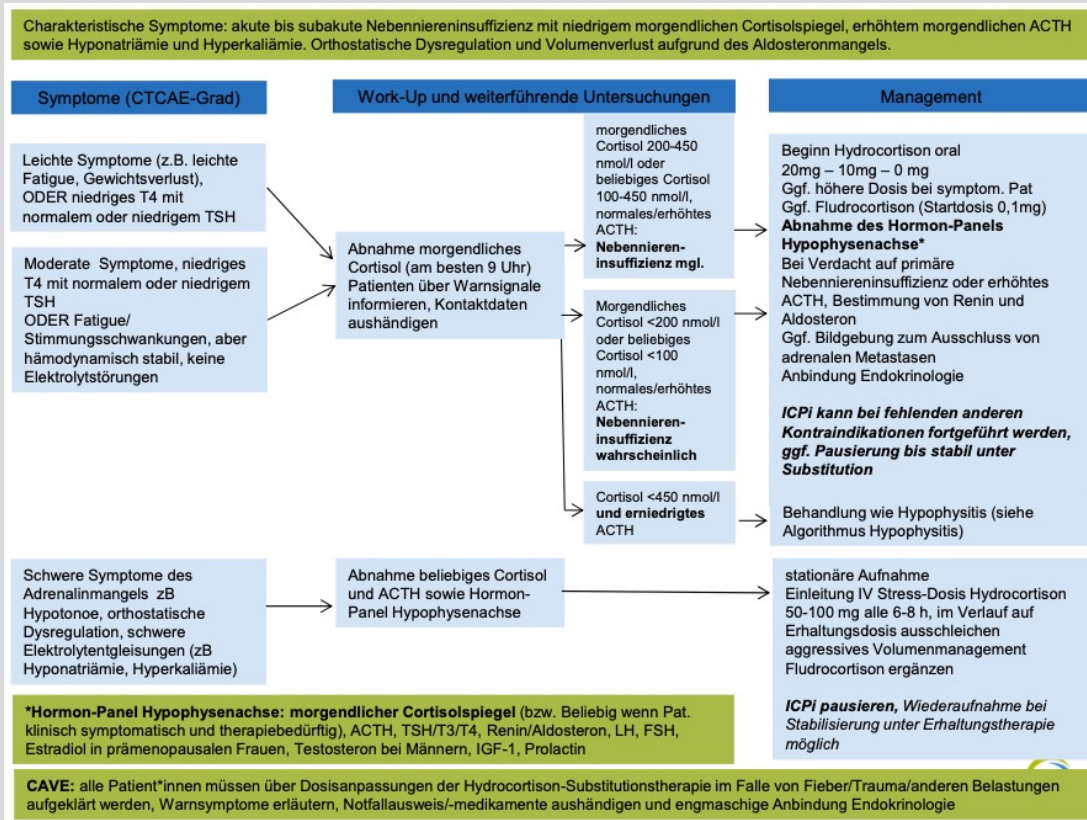 Charakteristische Symptome: akute bis subakute Nebenniereninsuffizienz mit niedrigem morgendlichen Cortisolspiegel, erhöhtem morgendlichen ACTH
sowie Hyponatriämie und Hyperkaliämie. Orthostatische Dysregulation und Volumenverlust aufgrund des Aldosteronmangels.
Symptome (CTCAE-Grad)
Work-Up und weiterführende Untersuchungen
Management
Leichte Symptome (z.B. leichte
Fatigue, Gewichtsverlust),
ODER niedriges T4 mit
normalem oder niedrigem TSH
Moderate Symptome, niedriges
T4 mit normalem oder niedrigem
TSH
ODER Fatigue/
Stimmungsschwankungen, aber
hämodynamisch stabil, keine
Elektrolytstörungen
Abnahme morgendliches
Cortisol (am besten 9 Uhr)
Patienten über Warnsignale
informieren, Kontaktdaten
aushändigen
morgendliches
Cortisol 200-450
nmol/l oder
beliebiges Cortisol
100-450 nmol/l,
normales/erhöhtes
ACTH:
Nebennieren-
insuffizienz mgl.
Morgendliches
Cortisol <200 nmol/l
oder beliebiges
Cortisol <100
nmol/l,
normales/erhöhtes
ACTH:
Nebennieren-
insuffizienz
wahrscheinlich
Cortisol <450 nmol/l
und erniedrigtes
ACTH
Beginn Hydrocortison oral
20mg – 10mg – 0 mg
Ggf. höhere Dosis bei symptom. Pat
Ggf. Fludrocortison (Startdosis 0,1mg)
Abnahme des Hormon-Panels
Hypophysenachse*
Bei Verdacht auf primäre
Nebenniereninsuffizienz oder erhöhtes
ACTH, Bestimmung von Renin und
Aldosteron
Ggf. Bildgebung zum Ausschluss von
adrenalen Metastasen
Anbindung Endokrinologie
ICPi kann bei fehlenden anderen
Kontraindikationen fortgeführt werden,
ggf. Pausierung bis stabil unter
Substitution
Behandlung wie Hypophysitis (siehe
Algorithmus Hypophysitis)
Schwere Symptome des
Adrenalinmangels zB
Hypotonoe, orthostatische
Dysregulation, schwere
Elektrolytentgleisungen (zB
Hyponatriämie, Hyperkaliämie)
Abnahme beliebiges Cortisol
und ACTH sowie Hormon-
Panel Hypophysenachse
stationäre Aufnahme
Einleitung IV Stress-Dosis Hydrocortison
50-100 mg alle 6-8 h, im Verlauf auf
Erhaltungsdosis ausschleichen
aggressives Volumenmanagement
Fludrocortison ergänzen
ICPi pausieren, Wiederaufnahme bei
Stabilisierung unter Erhaltungstherapie
möglich
*Hormon-Panel Hypophysenachse: morgendlicher Cortisolspiegel (bzw. Beliebig wenn Pat.
klinisch symptomatisch und therapiebedürftig), ACTH, TSH/T3/T4, Renin/Aldosteron, LH, FSH,
Estradiol in prämenopausalen Frauen, Testosteron bei Männern, IGF-1, Prolactin
CAVE: alle Patient*innen müssen über Dosisanpassungen der Hydrocortison-Substitutionstherapie im Falle von Fieber/Trauma/anderen Belastungen
aufgeklärt werden, Warnsymptome erläutern, Notfallausweis/-medikamente aushändigen und engmaschige Anbindung Endokrinologie